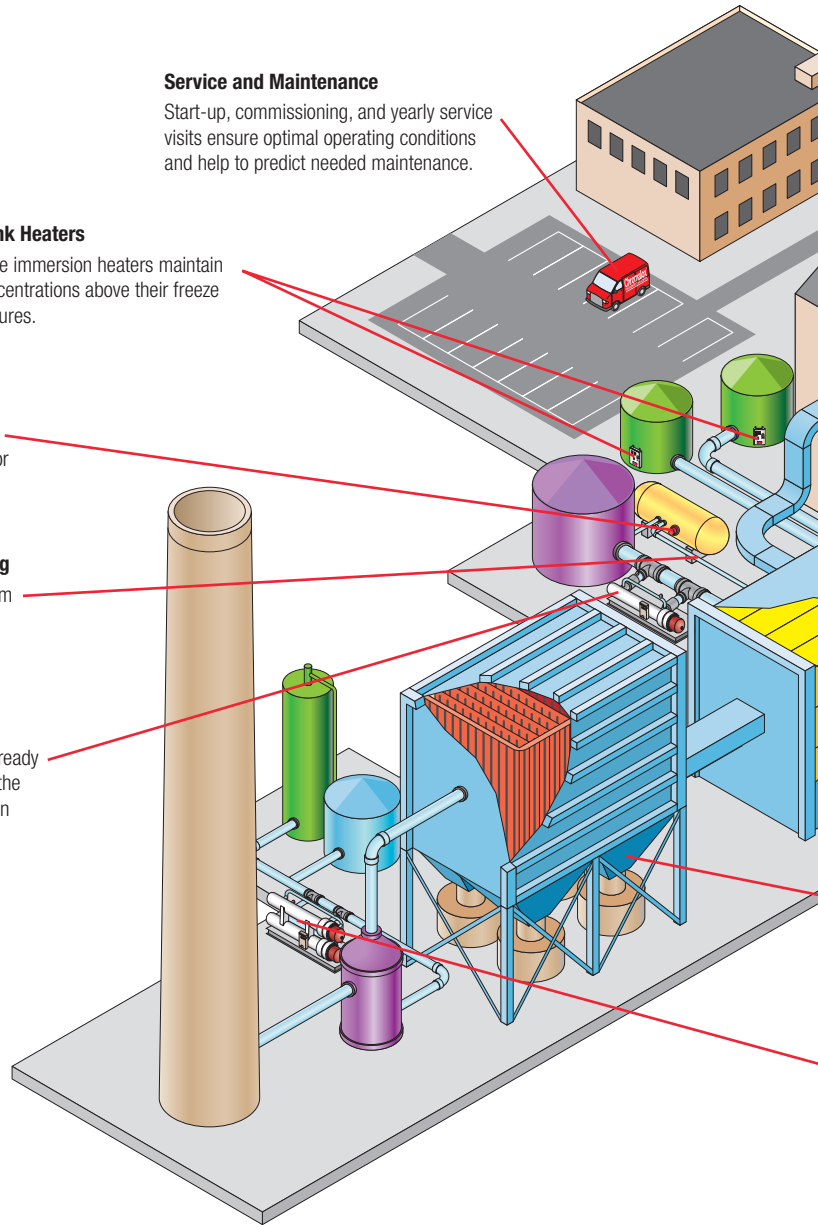 Service and Maintenance
Start-up, commissioning, and yearly service
visits ensure optimal operating conditions
and help to predict needed maintenance.
nk Heaters
e immersion heaters maintain
centrations above their freeze
ures.
or
g
m
ready
the
n
Chromalox